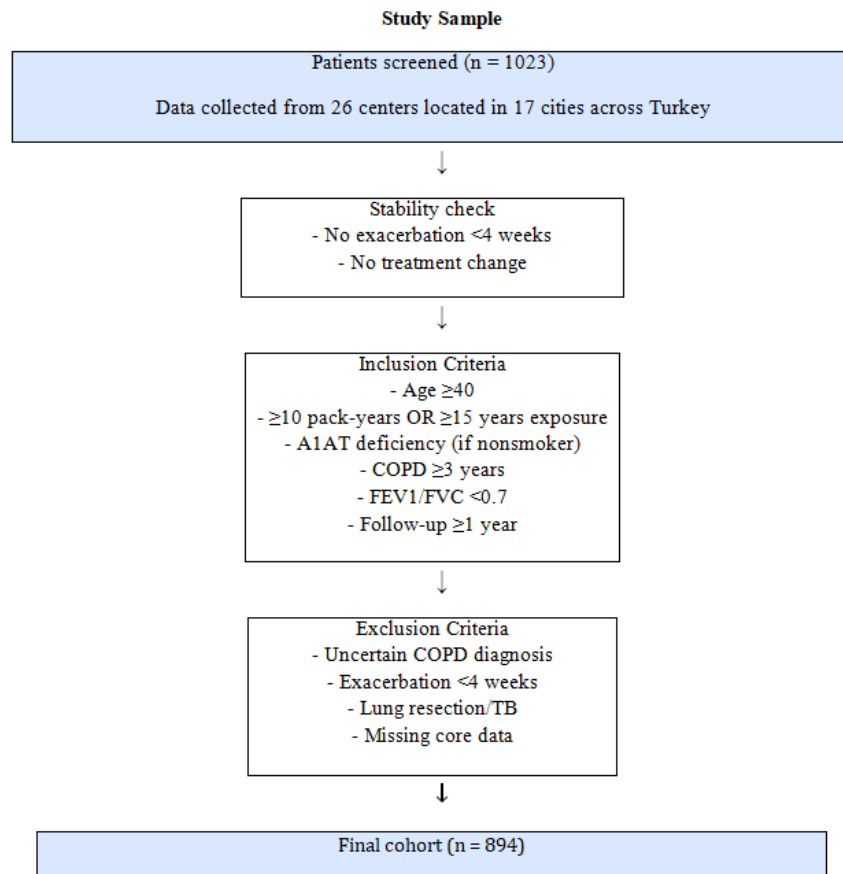 Study Sample
Patients screened (n = 1023)
Data collected from 26 centers located in 17 cities across Turkey
↓
Stability check
- No exacerbation <4 weeks
- No treatment change
↓
Inclusion Criteria
- Age ≥40
- ≥10 pack-years OR ≥15 years exposure
- A1AT deficiency (if nonsmoker)
- COPD ≥3 years
- FEV1/FVC <0.7
- Follow-up ≥1 year
↓
Exclusion Criteria
- Uncertain COPD diagnosis
- Exacerbation <4 weeks
- Lung resection/TB
- Missing core data
↓
Final cohort (n = 894)